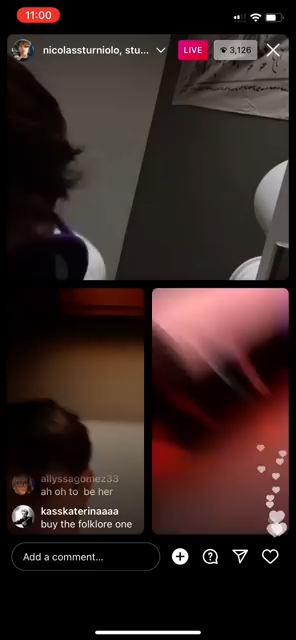 11:00
nicolassturniolo, stu...
LIVE
3,126
allyssagomez33
ah oh to be her
kasskaterinaaaa
buy the folklore one
Add a comment...